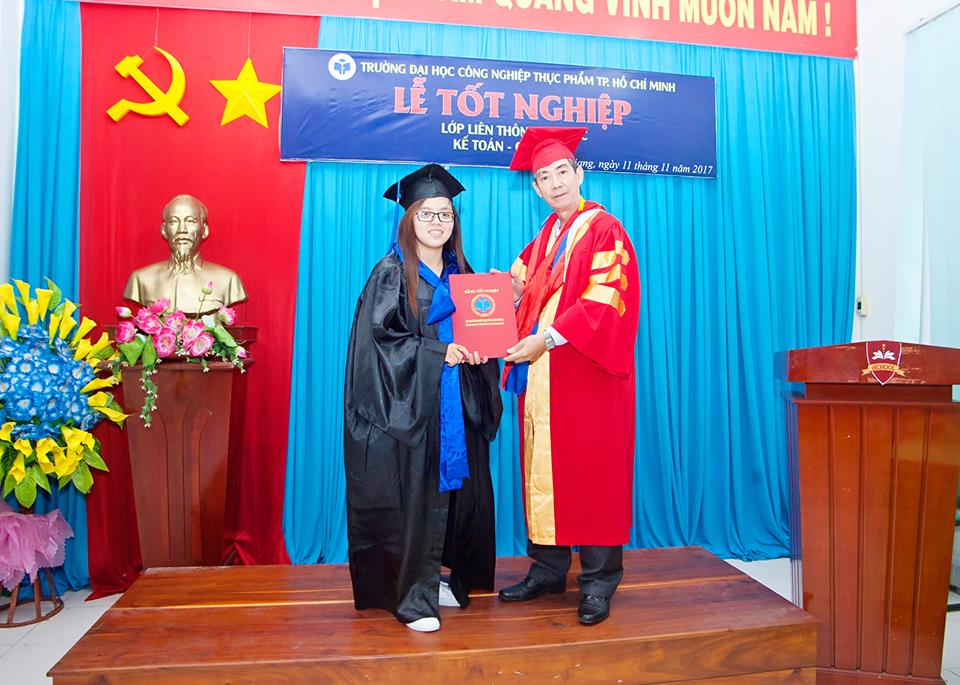 QUANG VINH MUÔN NĂM !
TRƯỜNG ĐẠI HỌC CÔNG NGHIỆP THỰC PHẨM TP. HỒ CHÍ MINH
LỄ TỐT NGHIỆP
LỚP LIÊN THÔNG
KẾ TOÁN -
ngày 11 tháng 11 năm 2017
BẰNG TỐT NGHIỆP
ISCHOOL